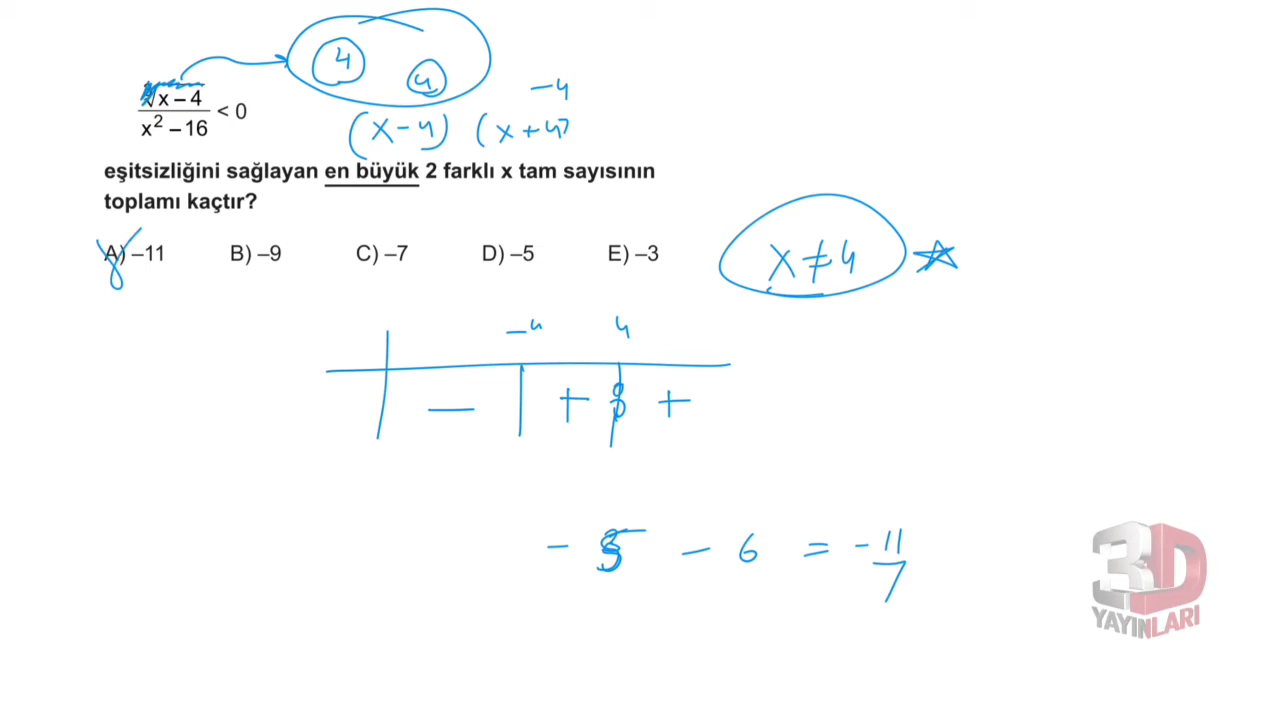 4 4 -4
√x – 4
x² – 16
< 0
(x-4) (x+4)
eşitsizliğini sağlayan en büyük 2 farklı x tam sayısının
toplamı kaçtır?
A) –11 B) –9 C) –7 D) –5 E) –3
x ≠ 4
-4 4
- + +
- 5 - 6 = -11
3D
YAYINLARI